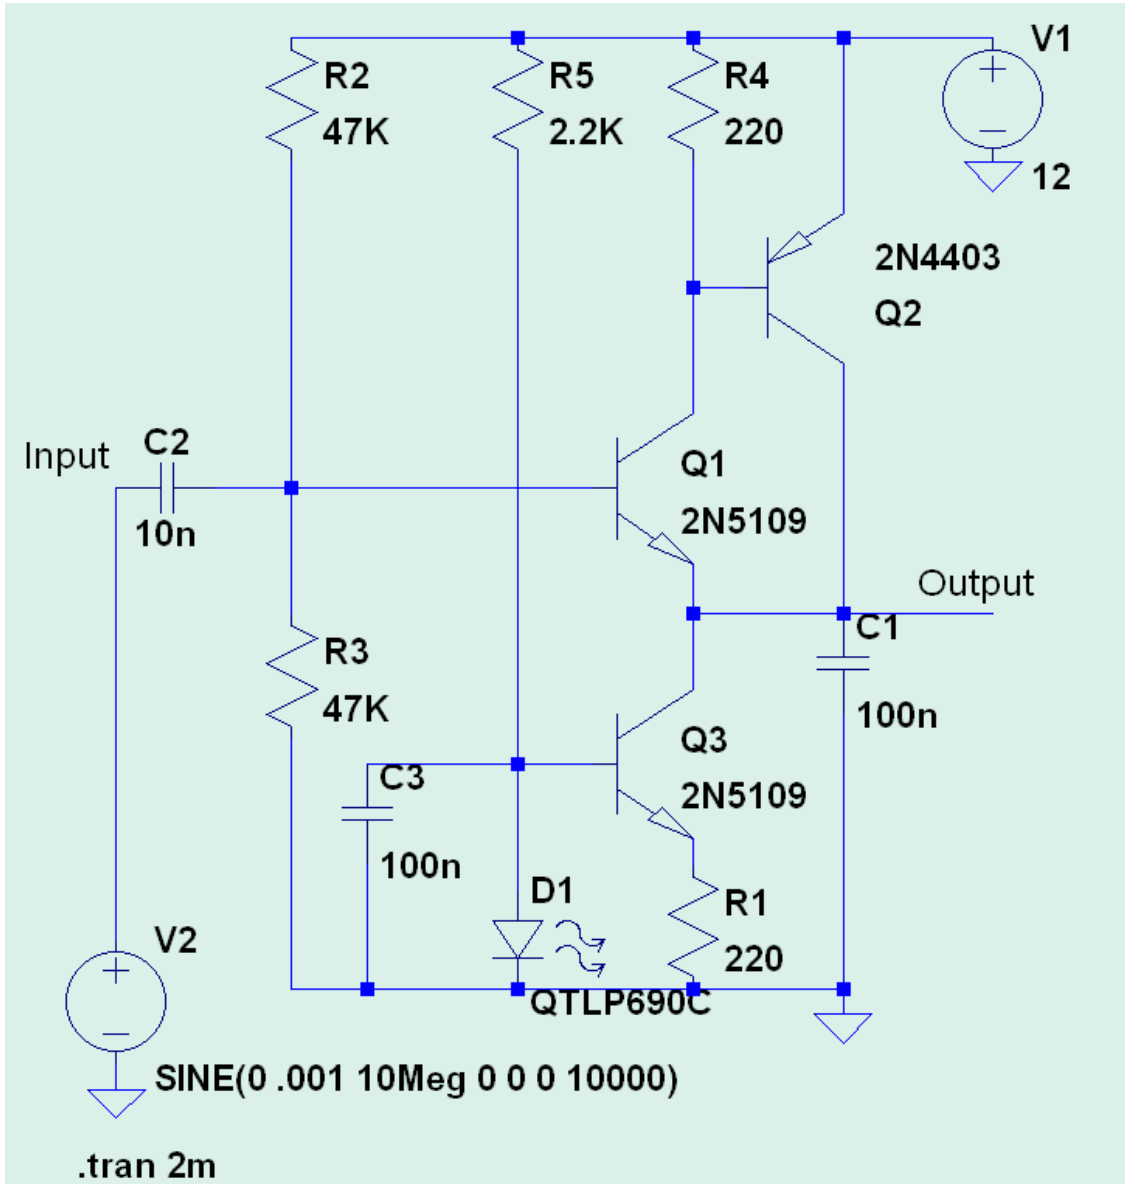 V1
12
R2
47K
R5
2.2K
R4
220
2N4403
Q2
Input
C2
10n
Q1
2N5109
Output
C1
100n
R3
47K
Q3
2N5109
C3
100n
D1
QTLP690C
R1
220
V2
SINE(0 .001 10Meg 0 0 0 10000)
.tran 2m